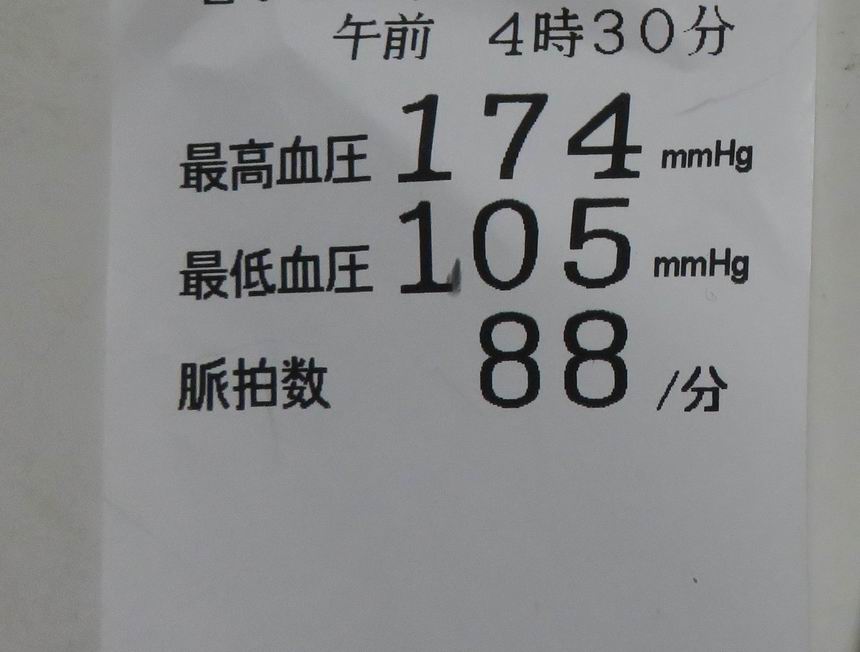 午前 4時30分
最高血圧 174 mmHg
最低血圧 105 mmHg
脈拍数 88 /分